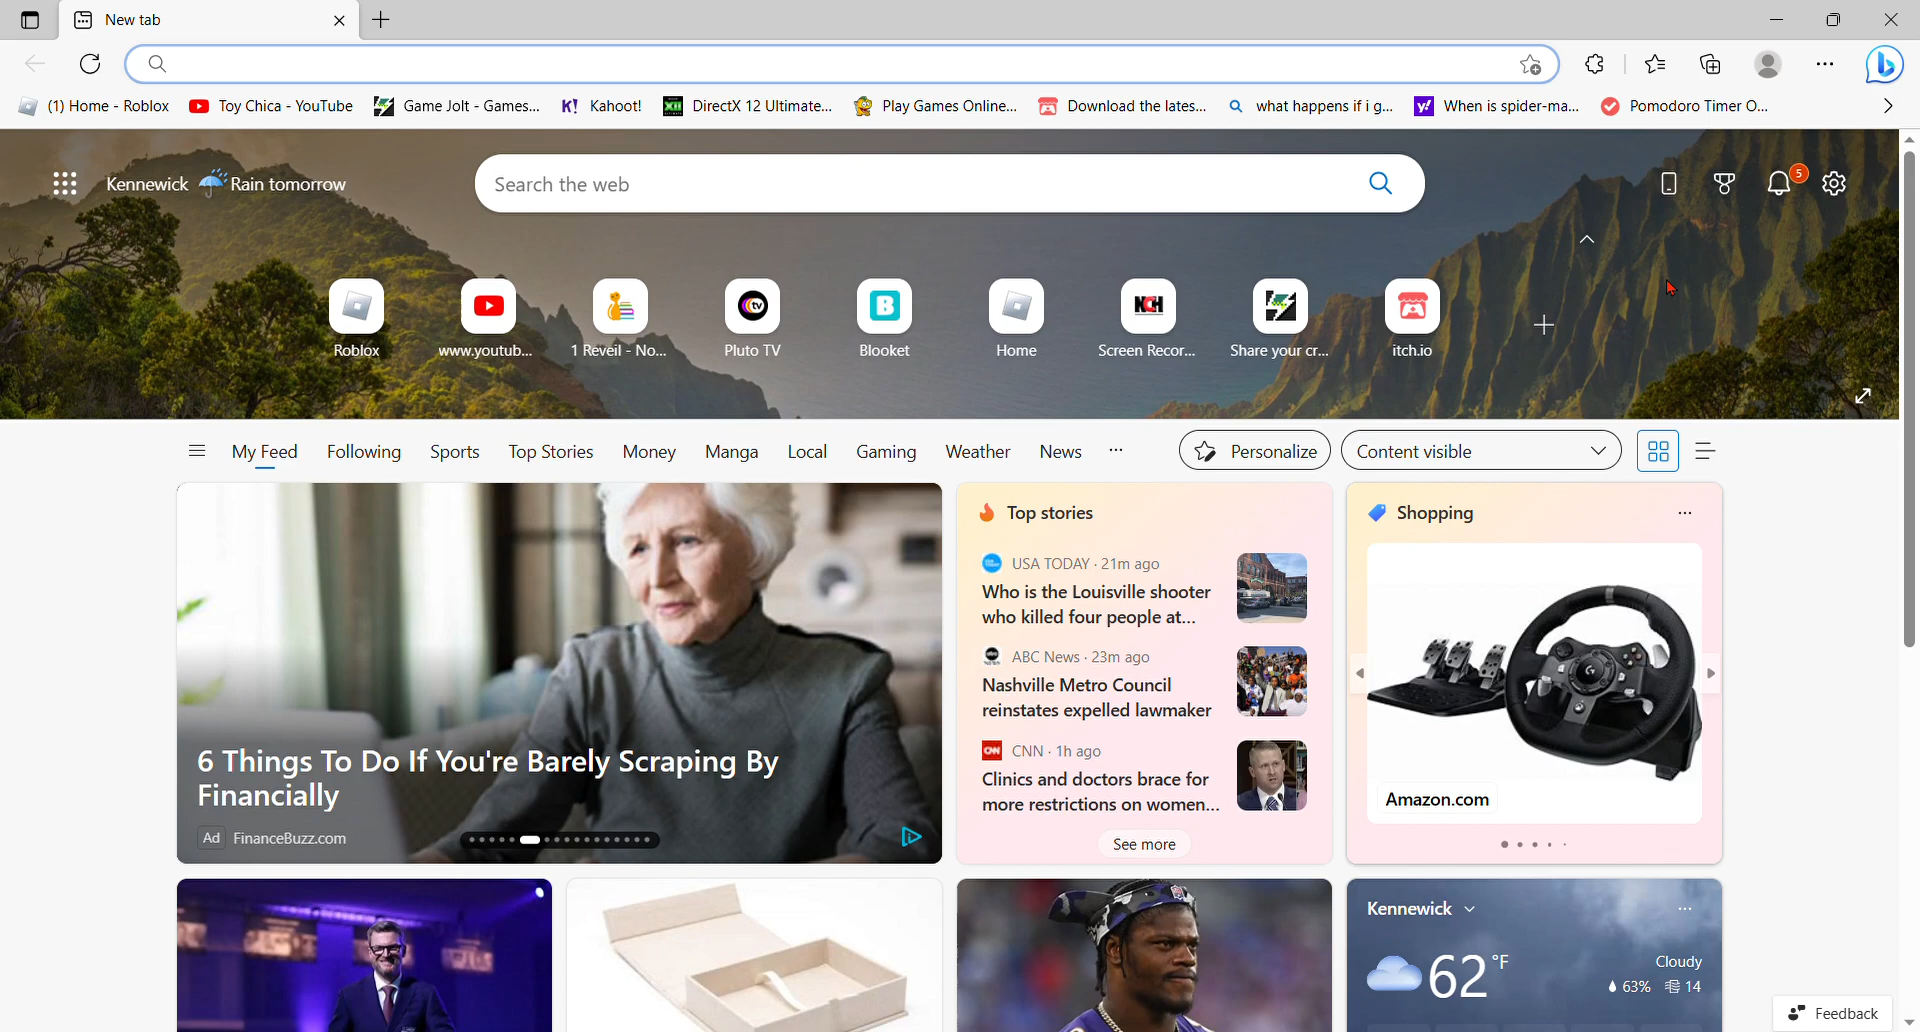 New tab
(1) Home - Roblox
Toy Chica - YouTube
Game Jolt - Games...
K! Kahoot!
DirectX 12 Ultimate...
Play Games Online...
Download the lates...
what happens if i g...
When is spider-ma...
Pomodoro Timer O...
Kennewick
Rain tomorrow
Search the web
5
Roblox
www.youtub...
1 Reveil - No...
Pluto TV
Blooket
Home
Screen Recor...
Share your cr...
itch.io
My Feed
Following
Sports
Top Stories
Money
Manga
Local
Gaming
Weather
News
Personalize
Content visible
6 Things To Do If You're Barely Scraping By
Financially
Ad FinanceBuzz.com
Top stories
USA TODAY · 21m ago
Who is the Louisville shooter
who killed four people at...
ABC News · 23m ago
Nashville Metro Council
reinstates expelled lawmaker
CNN · 1h ago
Clinics and doctors brace for
more restrictions on women...
See more
Shopping
Amazon.com
Kennewick
62 °F
Cloudy
63% 14
Feedback